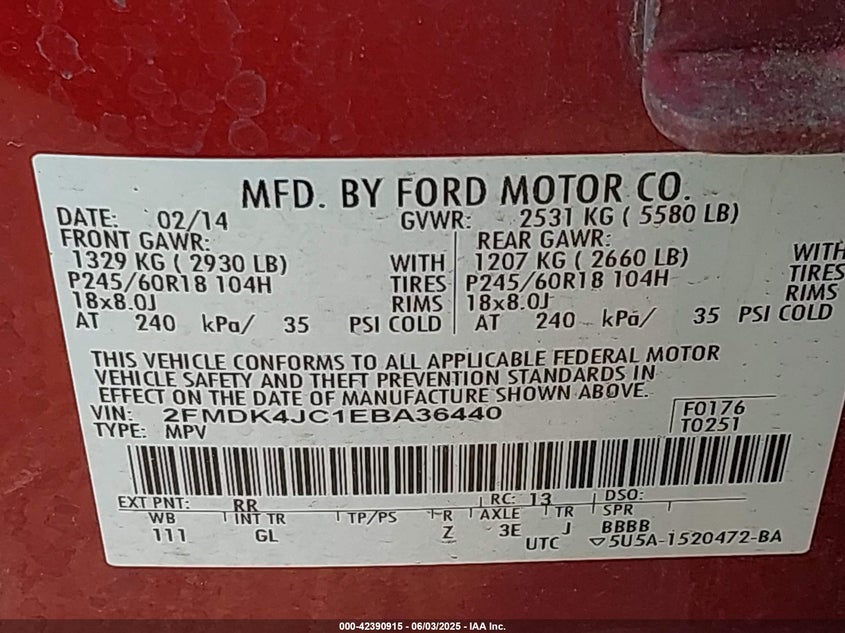 MFD. BY FORD MOTOR CO.
DATE: 02/14 GVWR: 2531 KG ( 5580 LB)
FRONT GAWR: REAR GAWR:
1329 KG ( 2930 LB) WITH 1207 KG ( 2660 LB) WITH
P245/60R18 104H TIRES P245/60R18 104H TIRES
18x8.0J RIMS 18x8.0J RIMS
AT 240 kPa/ 35 PSI COLD AT 240 kPa/ 35 PSI COLD
THIS VEHICLE CONFORMS TO ALL APPLICABLE FEDERAL MOTOR
VEHICLE SAFETY AND THEFT PREVENTION STANDARDS IN
EFFECT ON THE DATE OF MANUFACTURE SHOWN ABOVE.
VIN: 2FMDK4JC1EBA36440 F0176
TYPE: MPV T0251
EXT PNT: RR RC: 13 DSO:
WB INT TR TP/PS R AXLE TR SPR
111 GL Z 3E J BBBB
UTC ▽5U5A-1520472-BA
000-42390915 - 06/03/2025 - IAA Inc.